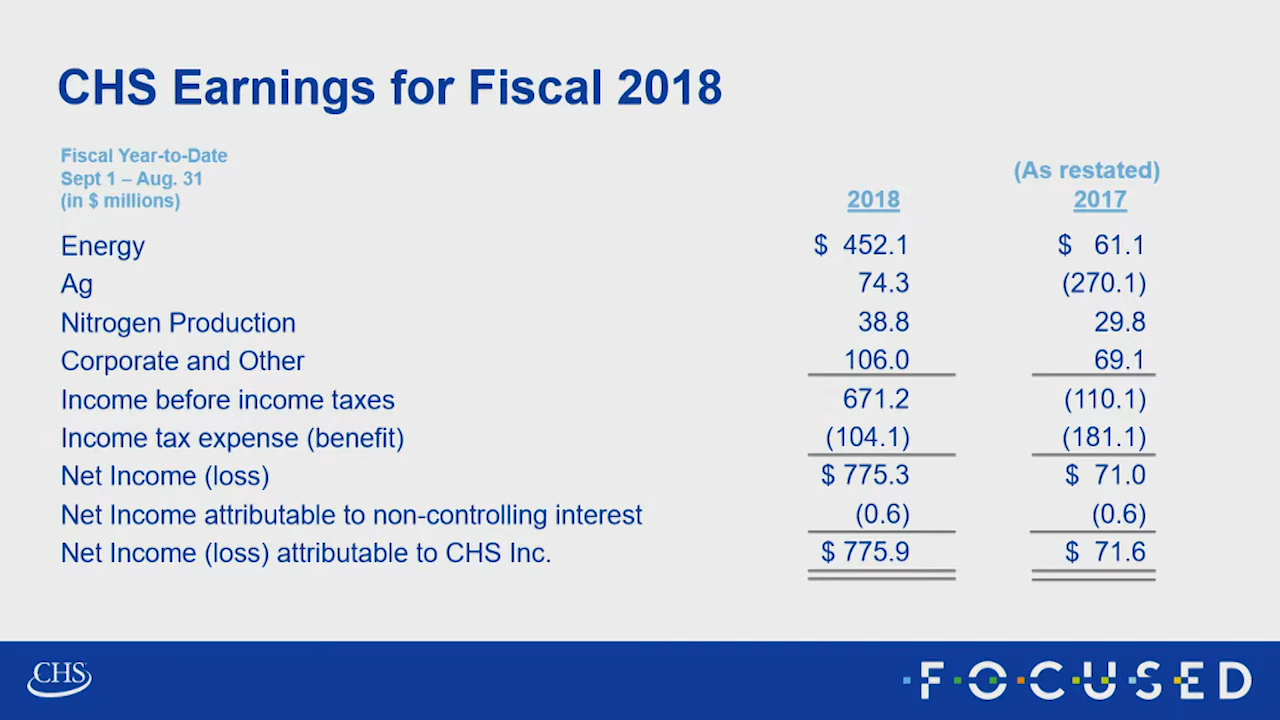 CHS Earnings for Fiscal 2018
Fiscal Year-to-Date
Sept 1 – Aug. 31
(in $ millions)
(As restated)
2018 2017
Energy $ 452.1 $ 61.1
Ag 74.3 (270.1)
Nitrogen Production 38.8 29.8
Corporate and Other 106.0 69.1
Income before income taxes 671.2 (110.1)
Income tax expense (benefit) (104.1) (181.1)
Net Income (loss) $ 775.3 $ 71.0
Net Income attributable to non-controlling interest (0.6) (0.6)
Net Income (loss) attributable to CHS Inc. $ 775.9 $ 71.6
CHS
FOCUSED